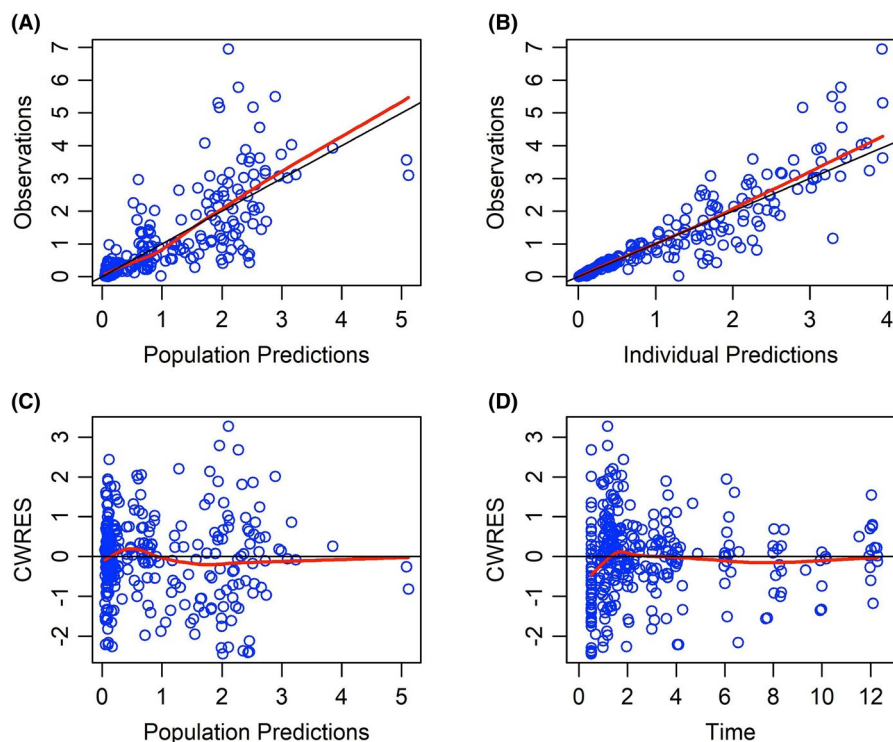 (A)
7
6
5
4
3
2
1
0
Observations
0 1 2 3 4 5
Population Predictions
(B)
7
6
5
4
3
2
1
0
Observations
1 2 3 4
Individual Predictions
(C)
3
2
1
0
-1
-2
CWRES
0 1 2 3 4 5
Population Predictions
(D)
3
2
1
0
-1
-2
CWRES
0 2 4 6 8 10 12
Time